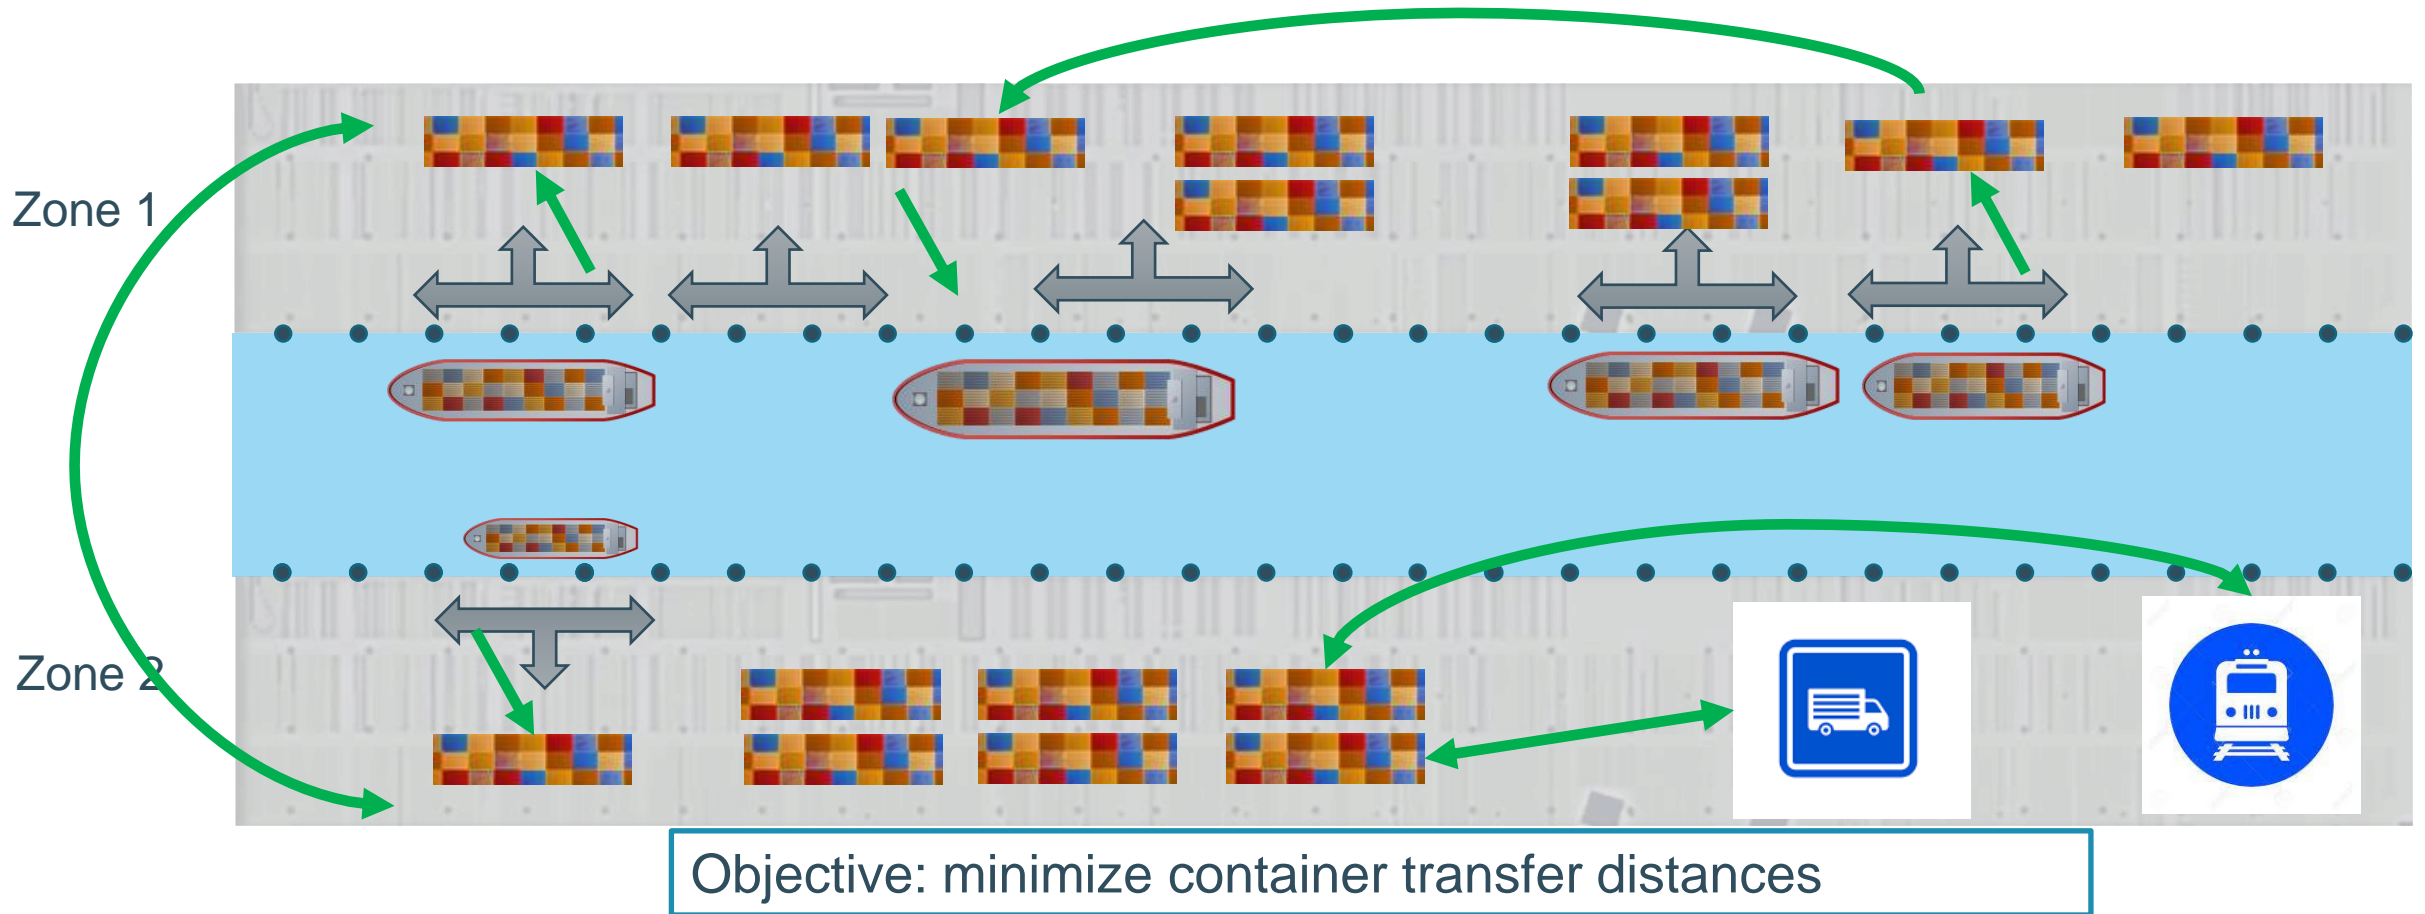 Zone 1
Zone 2
Objective: minimize container transfer distances